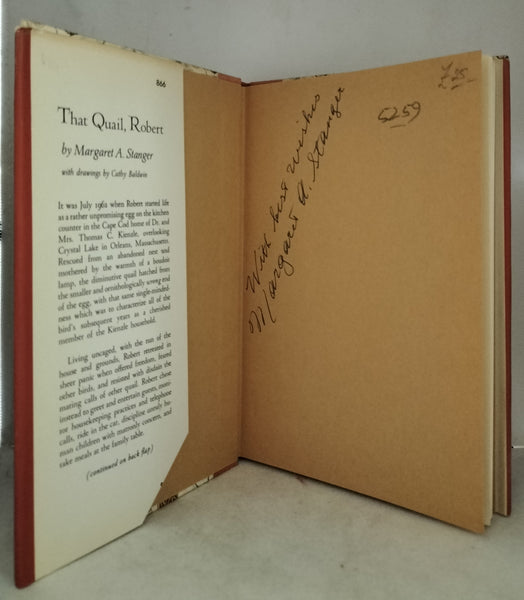 866
That Quail, Robert
by Margaret A. Stanger
with drawings by Cathy Baldwin
It was July 1962 when Robert started life
as a rather unpromising egg on the kitchen
counter in the Cape Cod home of Dr. and
Mrs. Thomas C. Kienzle, overlooking
Crystal Lake in Orleans, Massachusetts.
Rescued from an abandoned nest and
mothered by the warmth of a boudoir
lamp, the diminutive quail hatched from
the smaller and ornithologically wrong end
of the egg, with that same single-minded-
ness which was to characterize all of the
bird's subsequent years as a cherished
member of the Kienzle household.
Living uncaged, with the run of the
house and grounds, Robert retreated in
sheer panic when offered freedom, feared
other birds, and resisted with disdain the
mating calls of other quail. Robert chose
instead to greet and entertain guests, moni-
tor housekeeping practices and telephone
calls, ride in the car, discipline unruly hu-
man children with matronly concern, and
take meals at the family table.
(continued on back flap)
With best wishes
Margaret A. Stanger
5259
25.